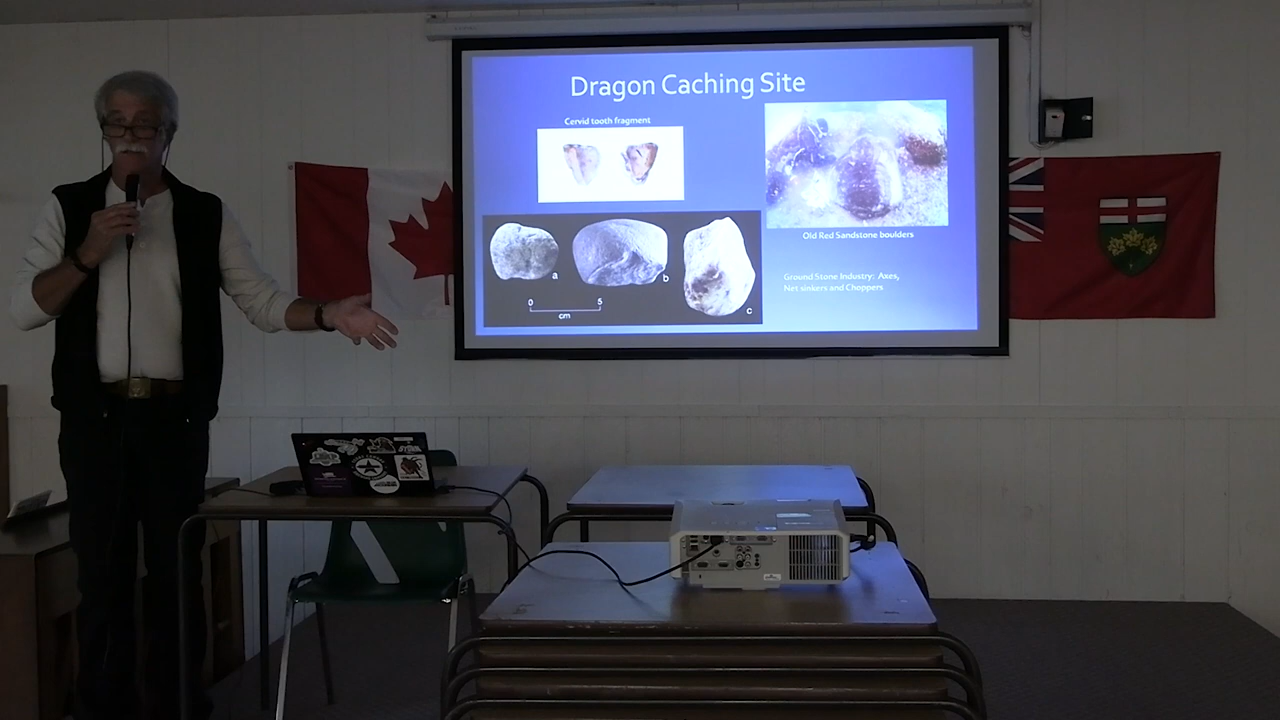 Dragon Caching Site
Cervid tooth fragment
Old Red Sandstone boulders
a
b
c
0 5
cm
Ground Stone Industry: Axes,
Net sinkers and Choppers